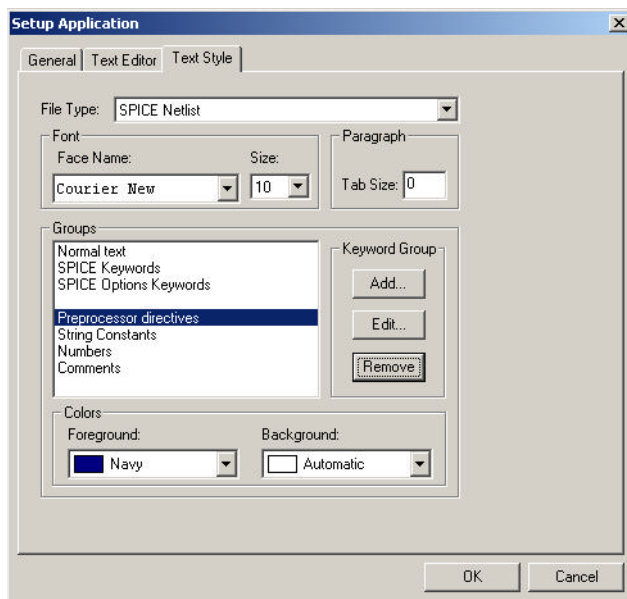 Setup Application
General Text Editor Text Style
File Type: SPICE Netlist
Font
Face Name: Size:
Courier New 10
Paragraph
Tab Size: 0
Groups
Normal text
SPICE Keywords
SPICE Options Keywords
Preprocessor directives
String Constants
Numbers
Comments
Keyword Group
Add...
Edit...
Remove
Colors
Foreground: Background:
Navy Automatic
OK Cancel